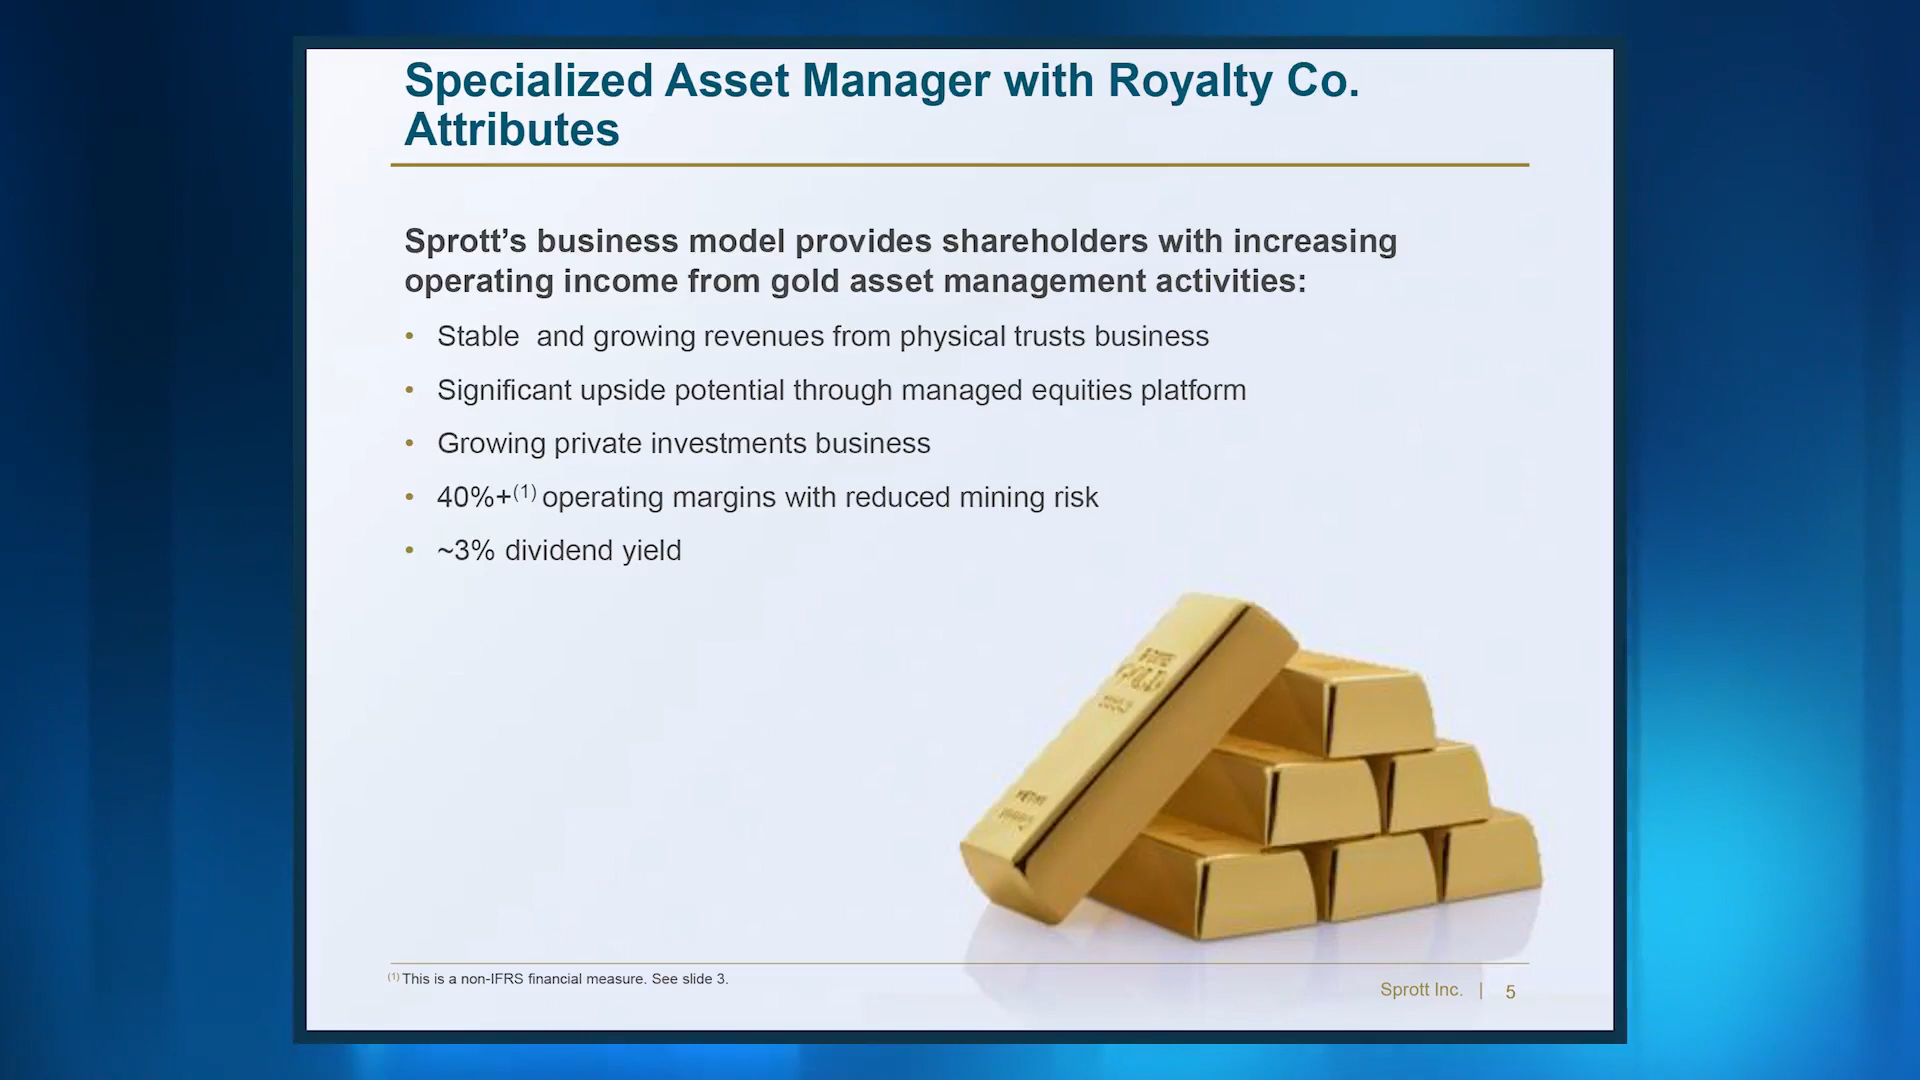 Specialized Asset Manager with Royalty Co.
Attributes
Sprott’s business model provides shareholders with increasing
operating income from gold asset management activities:
• Stable  and growing revenues from physical trusts business
• Significant upside potential through managed equities platform
• Growing private investments business
• 40%+(1) operating margins with reduced mining risk
• ~3% dividend yield
(1) This is a non-IFRS financial measure. See slide 3.
Sprott Inc. | 5